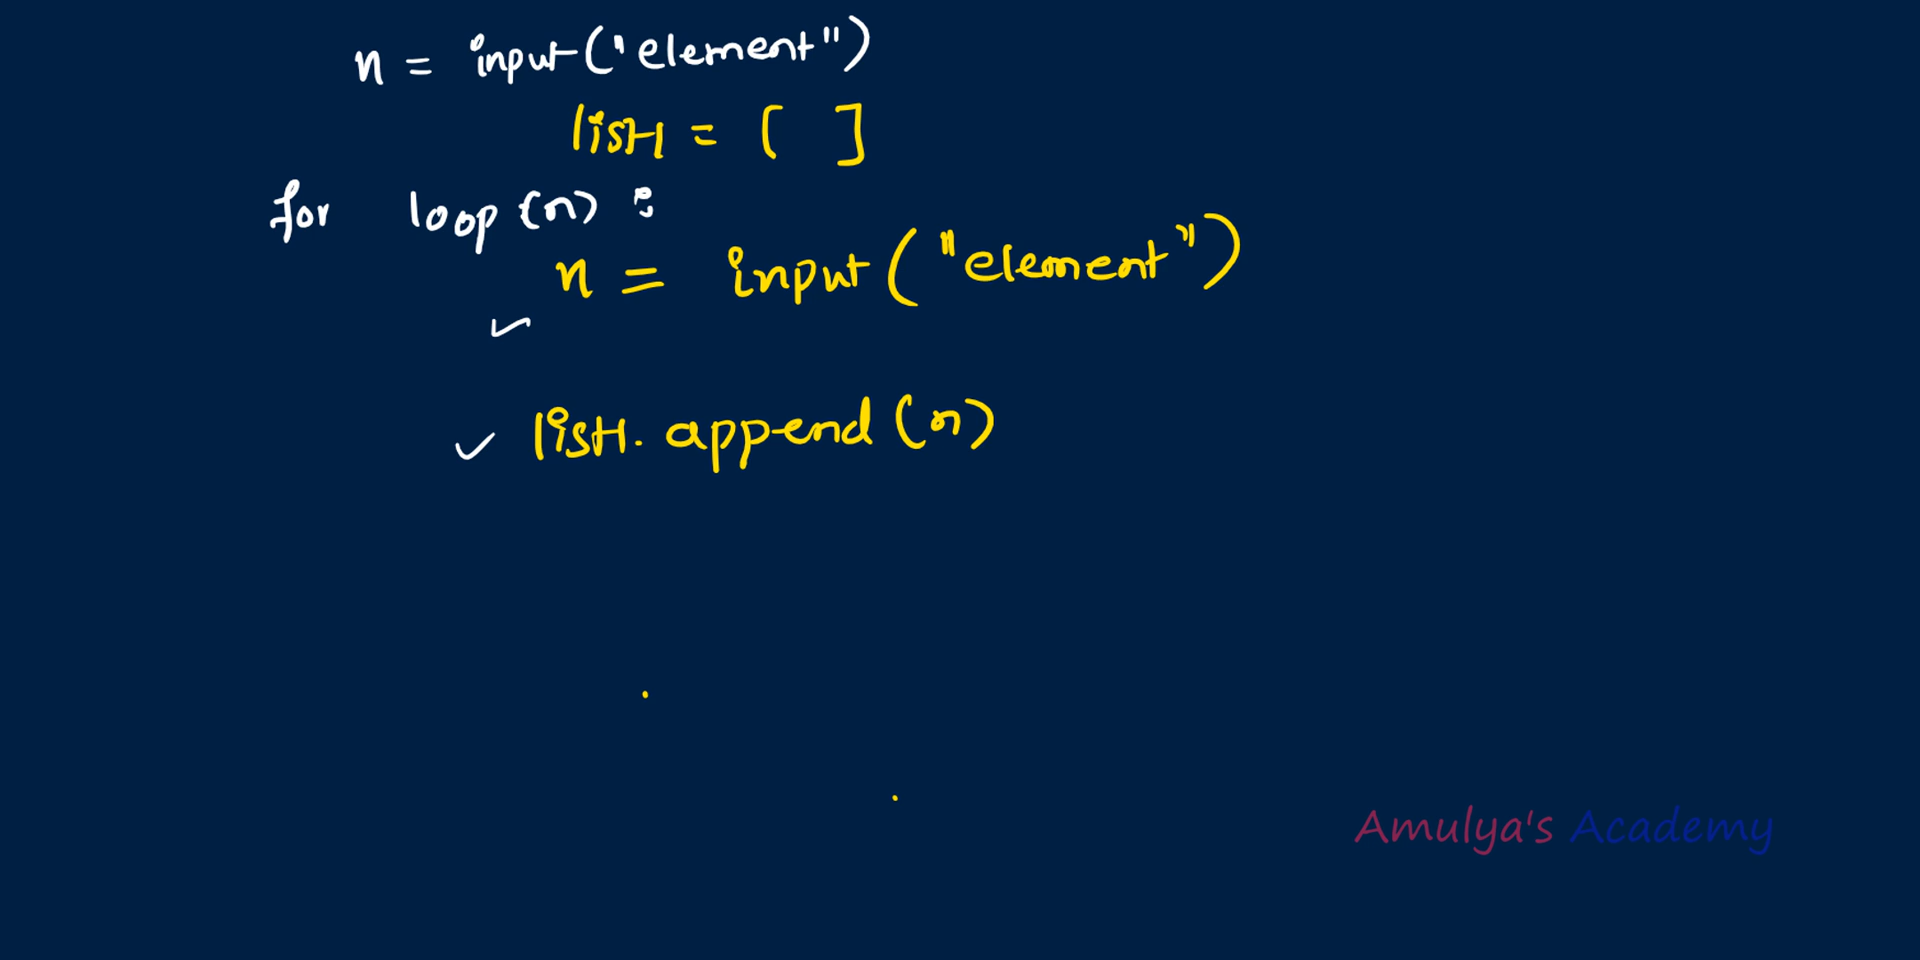 n = input("element")
list1 = [ ]
for loop(n) :
n = input("element")
list1. append(n)
Amulya's Academy